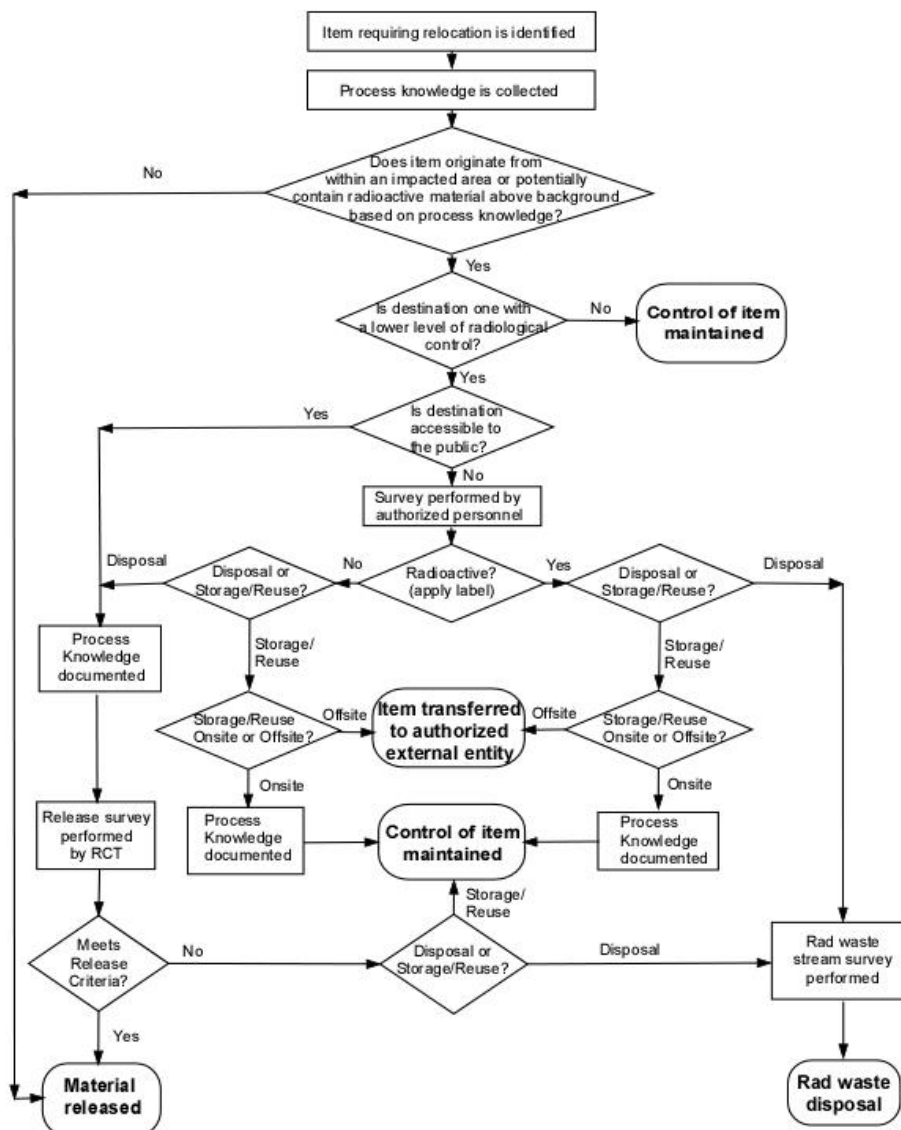 Item requiring relocation is identified
Process knowledge is collected
Does item originate from
within an impacted area or potentially
contain radioactive material above background
based on process knowledge?
No
Yes
Is destination one with
a lower level of radiological
control?
No
Control of item
maintained
Yes
Is destination
accessible to
the public?
Yes
No
Survey performed by
authorized personnel
Disposal
Disposal or
Storage/Reuse?
No
Radioactive?
(apply label)
Yes
Disposal or
Storage/Reuse?
Disposal
Process
Knowledge
documented
Storage/
Reuse
Storage/
Reuse
Storage/Reuse
Onsite or Offsite?
Offsite
Item transferred
to authorized
external entity
Offsite
Storage/Reuse
Onsite or Offsite?
Onsite
Onsite
Release survey
performed
by RCT
Process
Knowledge
documented
Control of item
maintained
Process
Knowledge
documented
Storage/
Reuse
Meets
Release
Criteria?
No
Disposal or
Storage/Reuse?
Disposal
Rad waste
stream survey
performed
Yes
Material
released
Rad waste
disposal